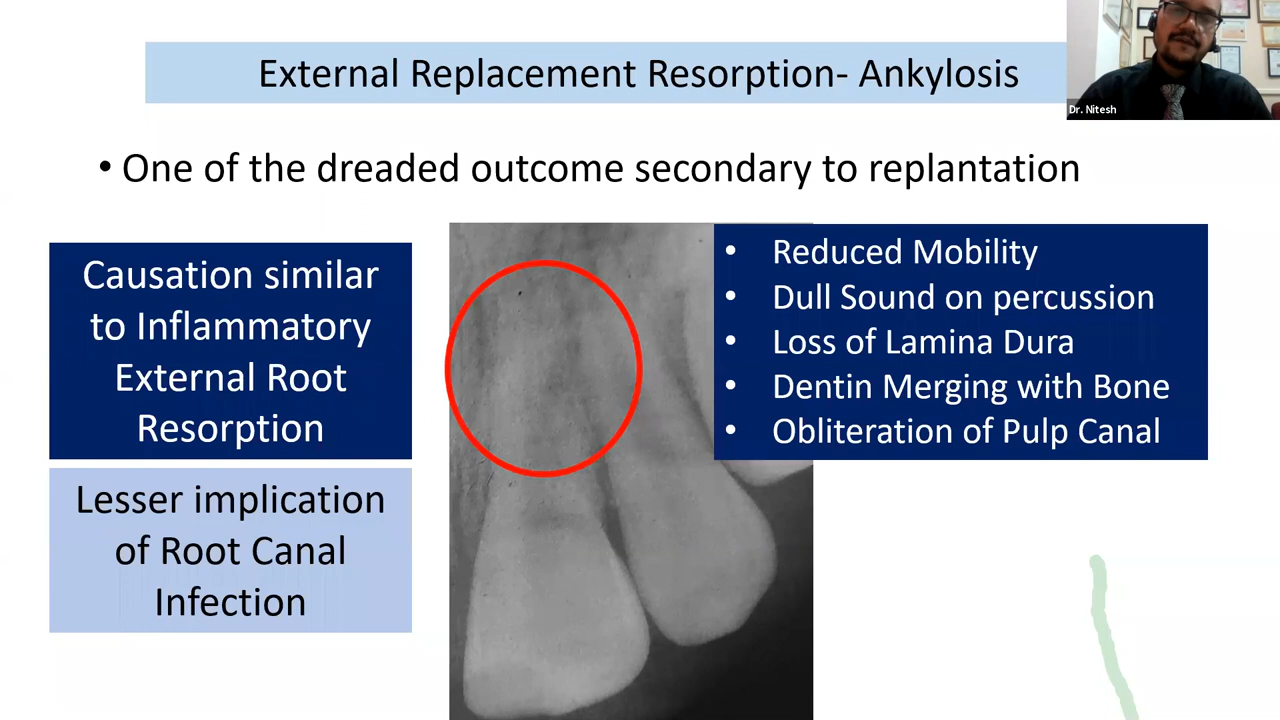 External Replacement Resorption- Ankylosis
Dr. Nitesh
• One of the dreaded outcome secondary to replantation
Causation similar
to Inflammatory
External Root
Resorption
Lesser implication
of Root Canal
Infection
• Reduced Mobility
• Dull Sound on percussion
• Loss of Lamina Dura
• Dentin Merging with Bone
• Obliteration of Pulp Canal